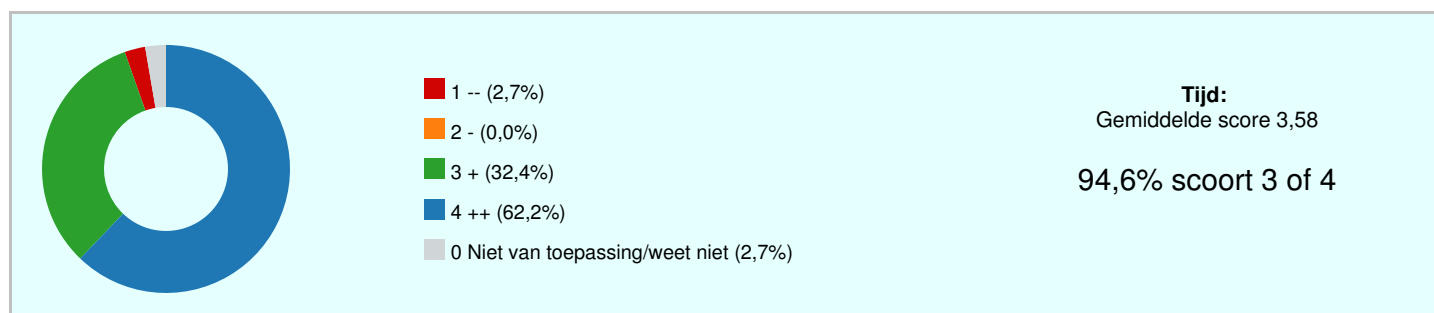 1 -- (2,7%)
2 - (0,0%)
3 + (32,4%)
4 ++ (62,2%)
0 Niet van toepassing/weet niet (2,7%)
Tijd:
Gemiddelde score 3,58
94,6% scoort 3 of 4